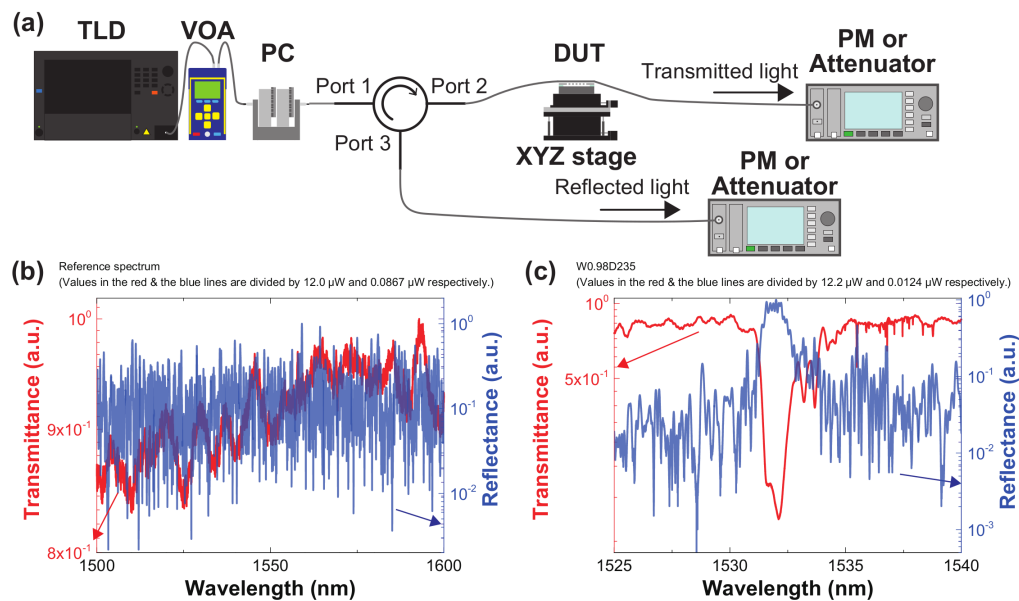 (a)
TLD
VOA
PC
Port 1
Port 2
Port 3
DUT
XYZ stage
Transmitted light
PM or
Attenuator
Reflected light
PM or
Attenuator
(b)
Reference spectrum
(Values in the red & the blue lines are divided by 12.0 µW and 0.0867 µW respectively.)
Transmittance (a.u.)
10⁰
9x10⁻¹
8x10⁻¹
1500
1550
1600
Wavelength (nm)
10⁰
10⁻¹
10⁻²
Reflectance (a.u.)
(c)
W0.98D235
(Values in the red & the blue lines are divided by 12.2 µW and 0.0124 µW respectively.)
Transmittance (a.u.)
10⁰
5x10⁻¹
1525
1530
1535
1540
Wavelength (nm)
10⁰
10⁻¹
10⁻²
10⁻³
Reflectance (a.u.)